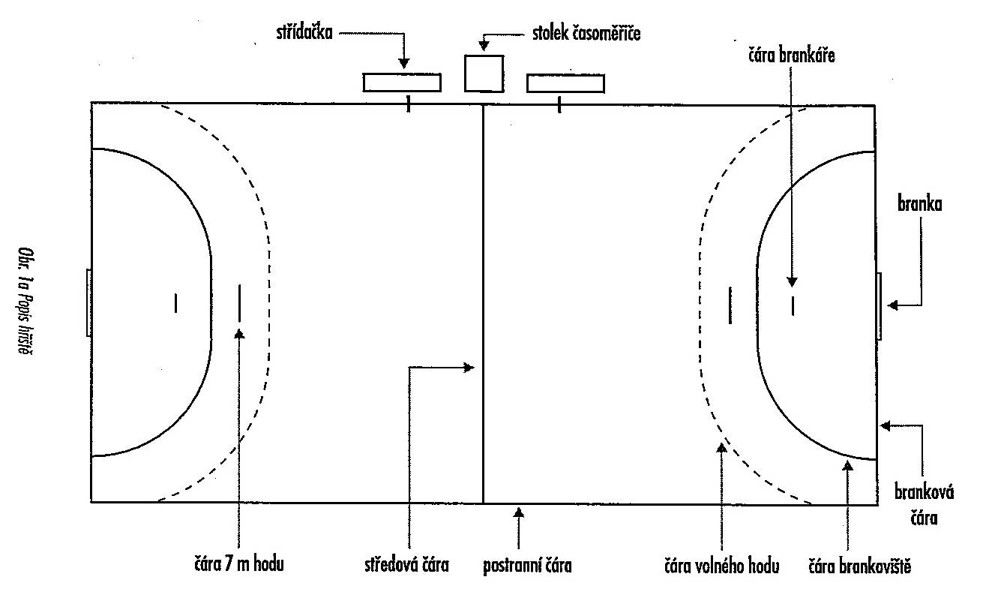 střídačka
stolek časoměřiče
čára brankáře
branka
Obr. 1a Popis hřiště
branková
čára
čára 7 m hodu
středová čára
postranní čára
čára volného hodu
čára brankoviště